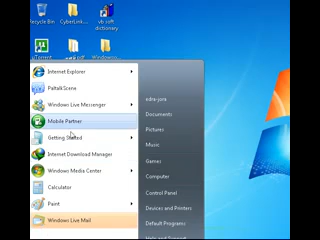 Recycle Bin
CyberLink...
vb soft
dictionary
uTorrent
Internet Explorer
PaltalkScene
Windows Live Messenger
Mobile Partner
Getting Started
Internet Download Manager
Windows Media Center
Calculator
Paint
Windows Live Mail
Documents
Pictures
Music
Games
Computer
Control Panel
Devices and Printers
Default Programs
Help and Support